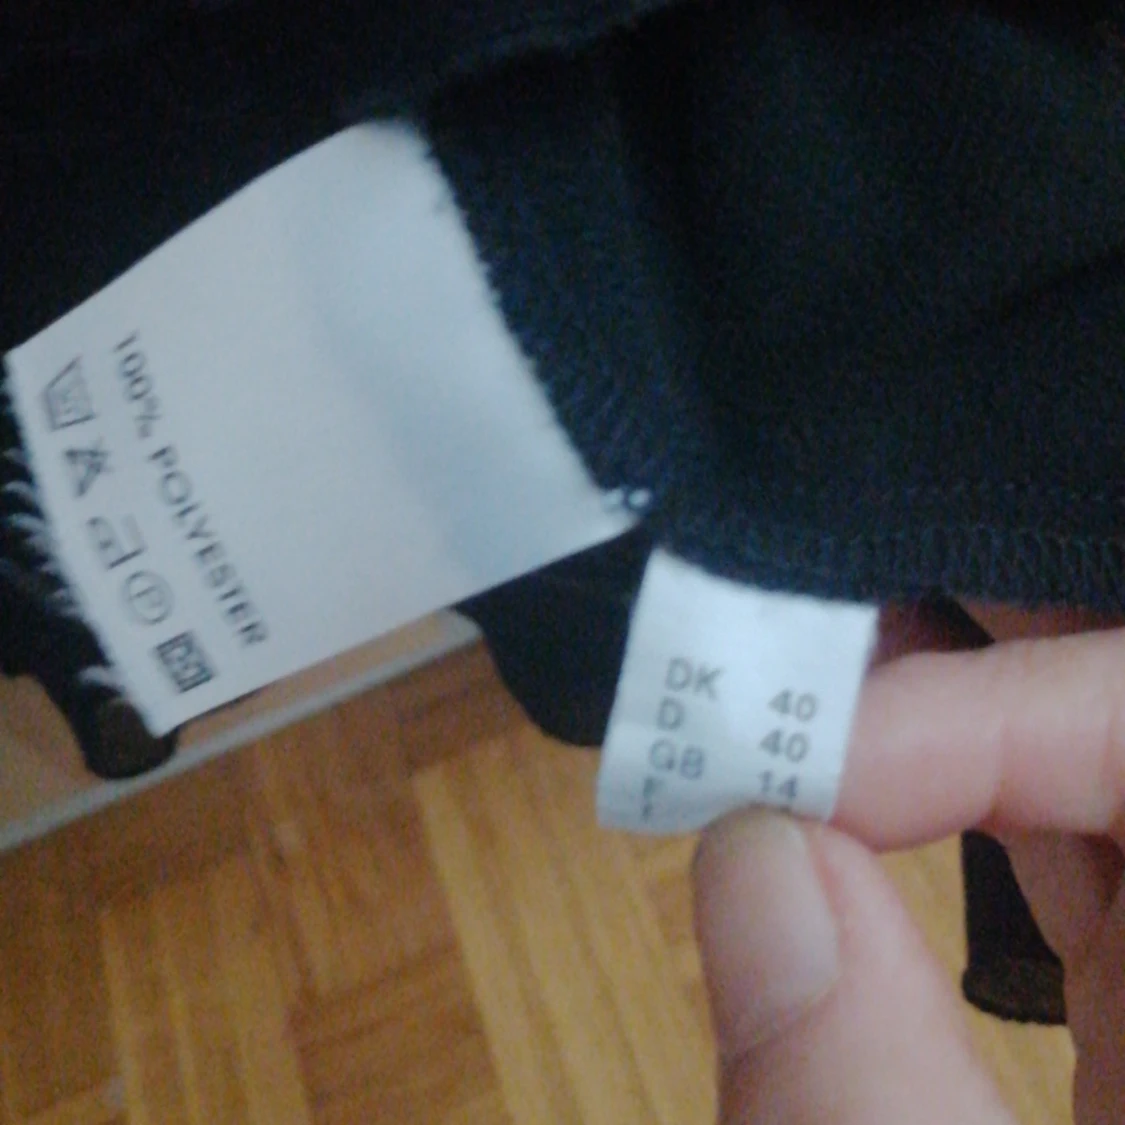 100% POLYESTER
P
DK 40
D 40
GB 14
F